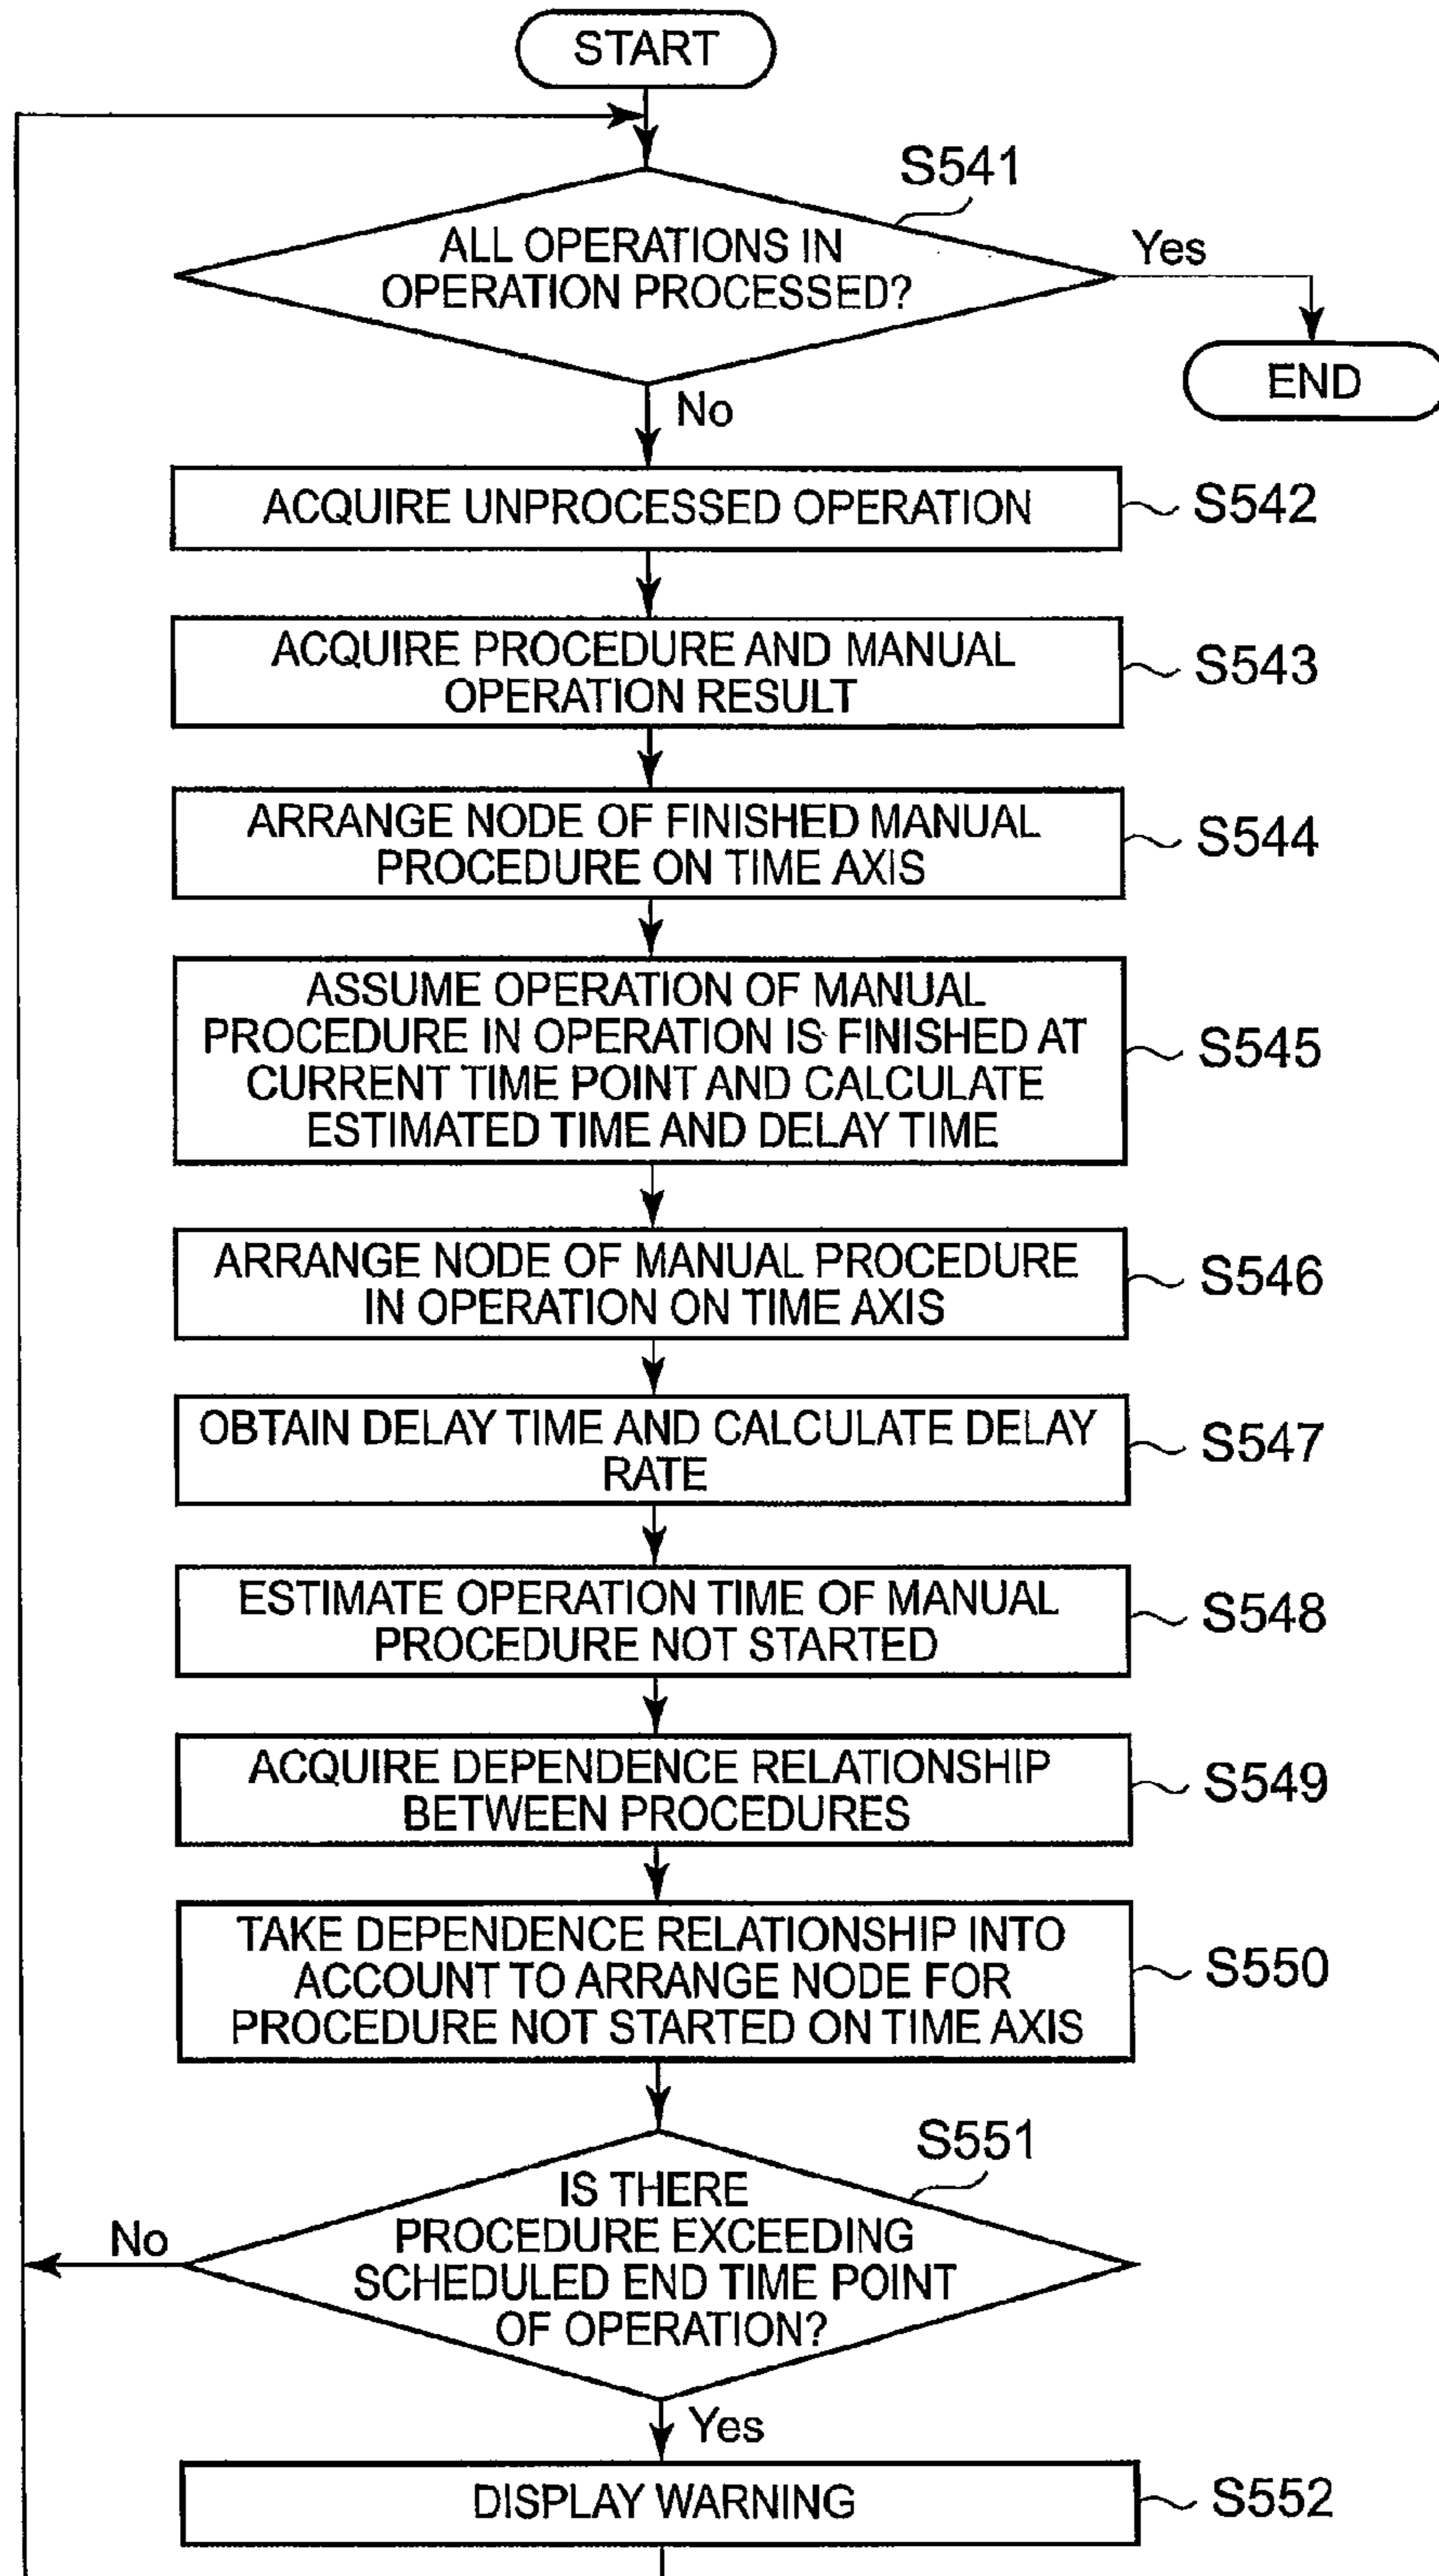 START
S541
ALL OPERATIONS IN
OPERATION PROCESSED?
Yes
END
No
ACQUIRE UNPROCESSED OPERATION
S542
ACQUIRE PROCEDURE AND MANUAL
OPERATION RESULT
S543
ARRANGE NODE OF FINISHED MANUAL
PROCEDURE ON TIME AXIS
S544
ASSUME OPERATION OF MANUAL
PROCEDURE IN OPERATION IS FINISHED AT
CURRENT TIME POINT AND CALCULATE
ESTIMATED TIME AND DELAY TIME
S545
ARRANGE NODE OF MANUAL PROCEDURE
IN OPERATION ON TIME AXIS
S546
OBTAIN DELAY TIME AND CALCULATE DELAY
RATE
S547
ESTIMATE OPERATION TIME OF MANUAL
PROCEDURE NOT STARTED
S548
ACQUIRE DEPENDENCE RELATIONSHIP
BETWEEN PROCEDURES
S549
TAKE DEPENDENCE RELATIONSHIP INTO
ACCOUNT TO ARRANGE NODE FOR
PROCEDURE NOT STARTED ON TIME AXIS
S550
S551
IS THERE
PROCEDURE EXCEEDING
SCHEDULED END TIME POINT
OF OPERATION?
No
Yes
DISPLAY WARNING
S552